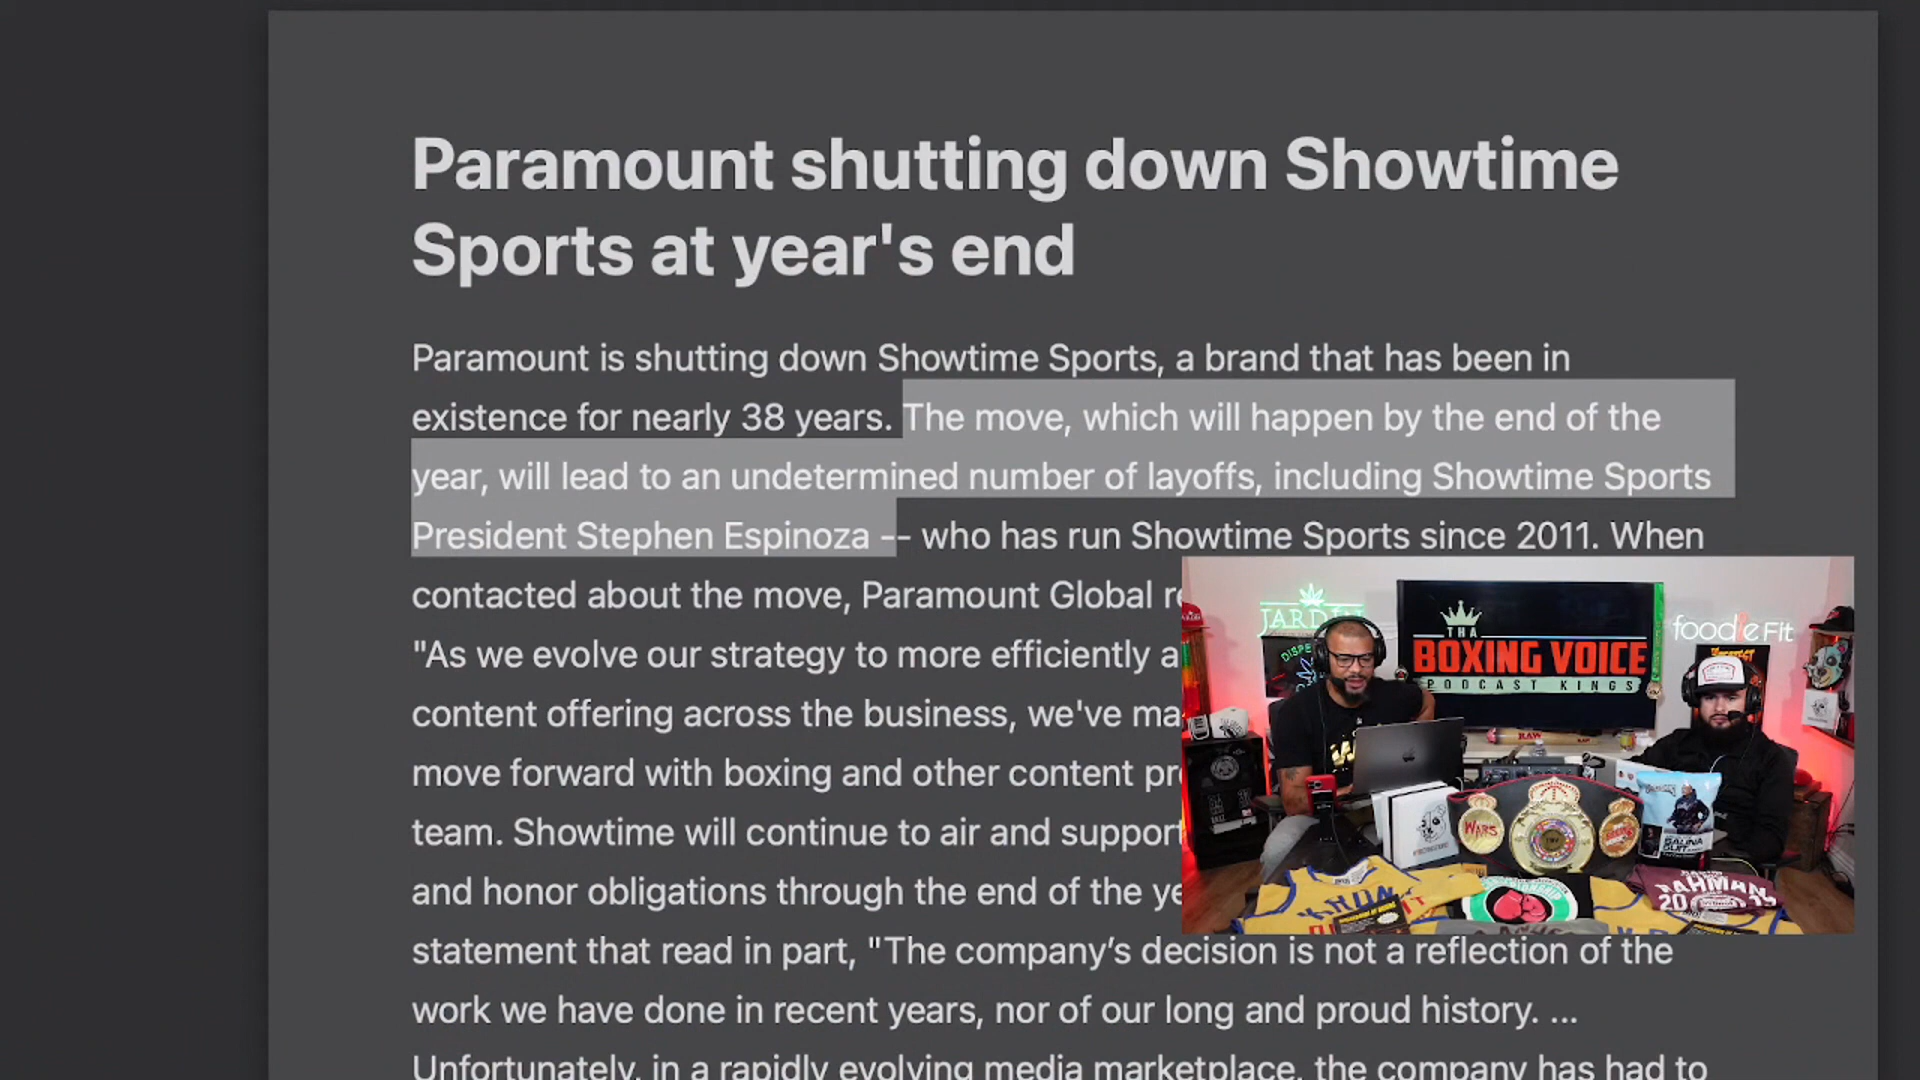 Paramount shutting down Showtime
Sports at year's end
Paramount is shutting down Showtime Sports, a brand that has been in
existence for nearly 38 years. The move, which will happen by the end of the
year, will lead to an undetermined number of layoffs, including Showtime Sports
President Stephen Espinoza -- who has run Showtime Sports since 2011. When
contacted about the move, Paramount Global
"As we evolve our strategy to more efficiently
content offering across the business, we've
move forward with boxing and other content
team. Showtime will continue to air and support
and honor obligations through the end of the
statement that read in part, "The company's decision is not a reflection of the
work we have done in recent years, nor of our long and proud history. ...
Unfortunately, in a rapidly evolving media marketplace, the company has had to
JARDIN
THA
BOXING VOICE
PODCAST KINGS
foodieFit
RAW
WARS
SAUNA
SUIT
RAHMAN